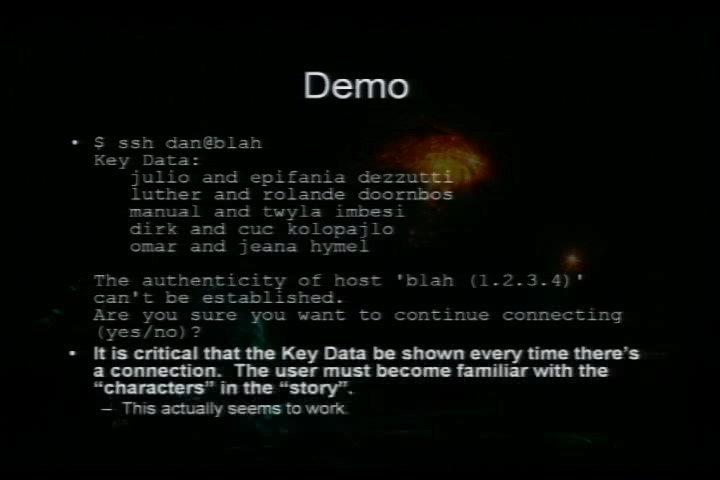 Demo
• $ ssh dan@blah
Key Data:
julio and epifania dezzutti
luther and rolande doornbos
manual and twyla imbesi
dirk and cuc kolopajlo
omar and jeana hymel
The authenticity of host 'blah (1.2.3.4)'
can't be established.
Are you sure you want to continue connecting
(yes/no)?
• It is critical that the Key Data be shown every time there's
a connection. The user must become familiar with the
“characters” in the “story”.
– This actually seems to work.